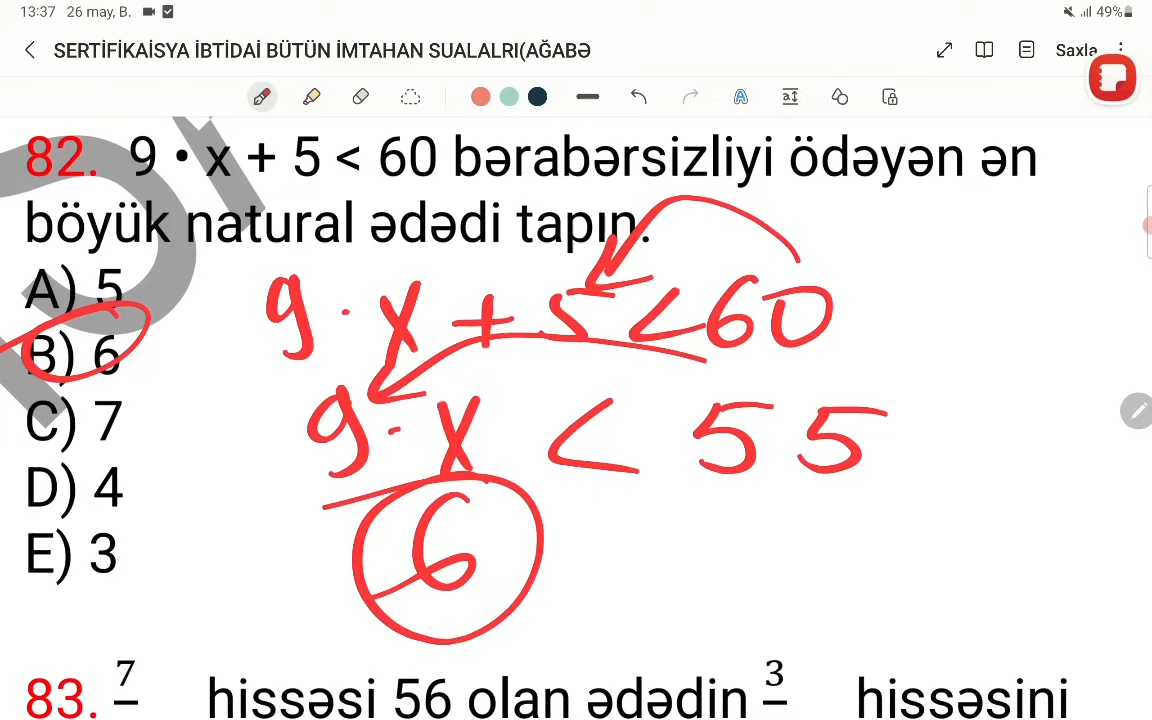 13:37 26 may, B. 49%
SERTİFİKAİSYA İBTİDAİ BÜTÜN İMTAHAN SUALALRI(AĞABƏ Saxla
82. 9 • x + 5 < 60 bərabərsizliyi ödəyən ən
böyük natural ədədi tapın.
A) 5
9 · x + 5 < 60
B) 6
9 · x < 55
C) 7
D) 4
6
E) 3
83. 7 hissəsi 56 olan ədədin 3 hissəsini